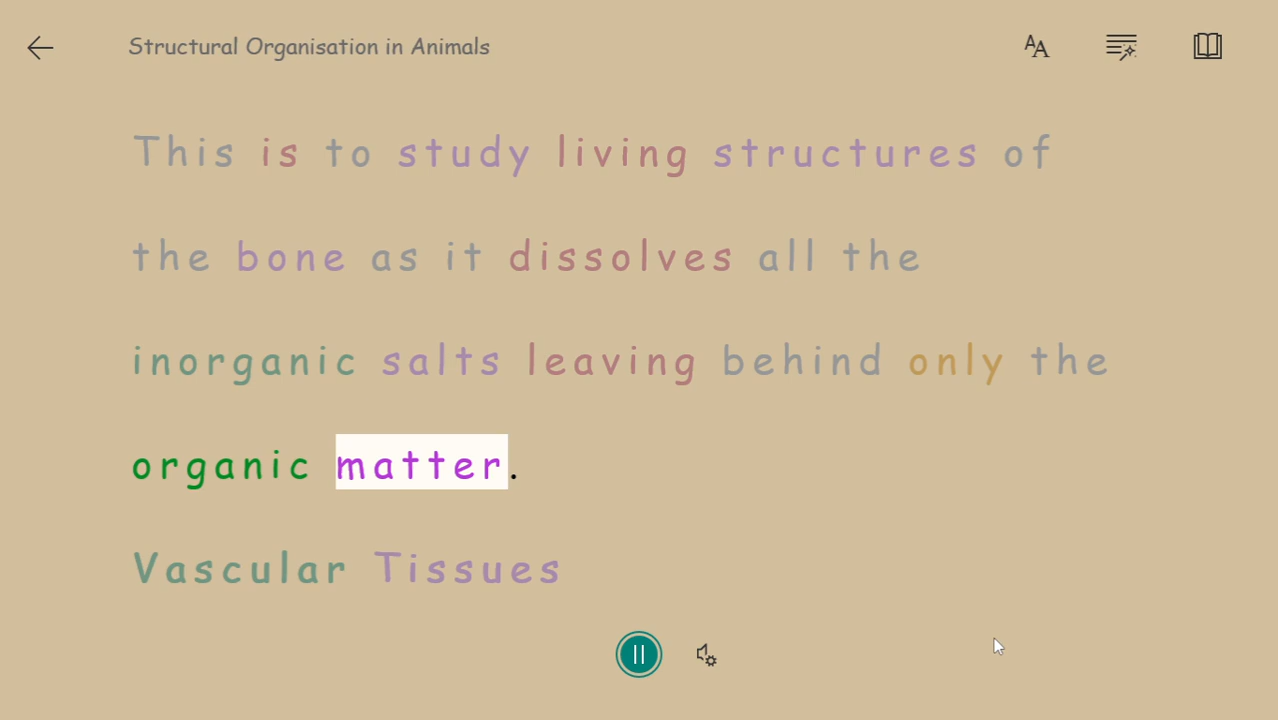 Structural Organisation in Animals
This is to study living structures of
the bone as it dissolves all the
inorganic salts leaving behind only the
organic matter.
Vascular Tissues